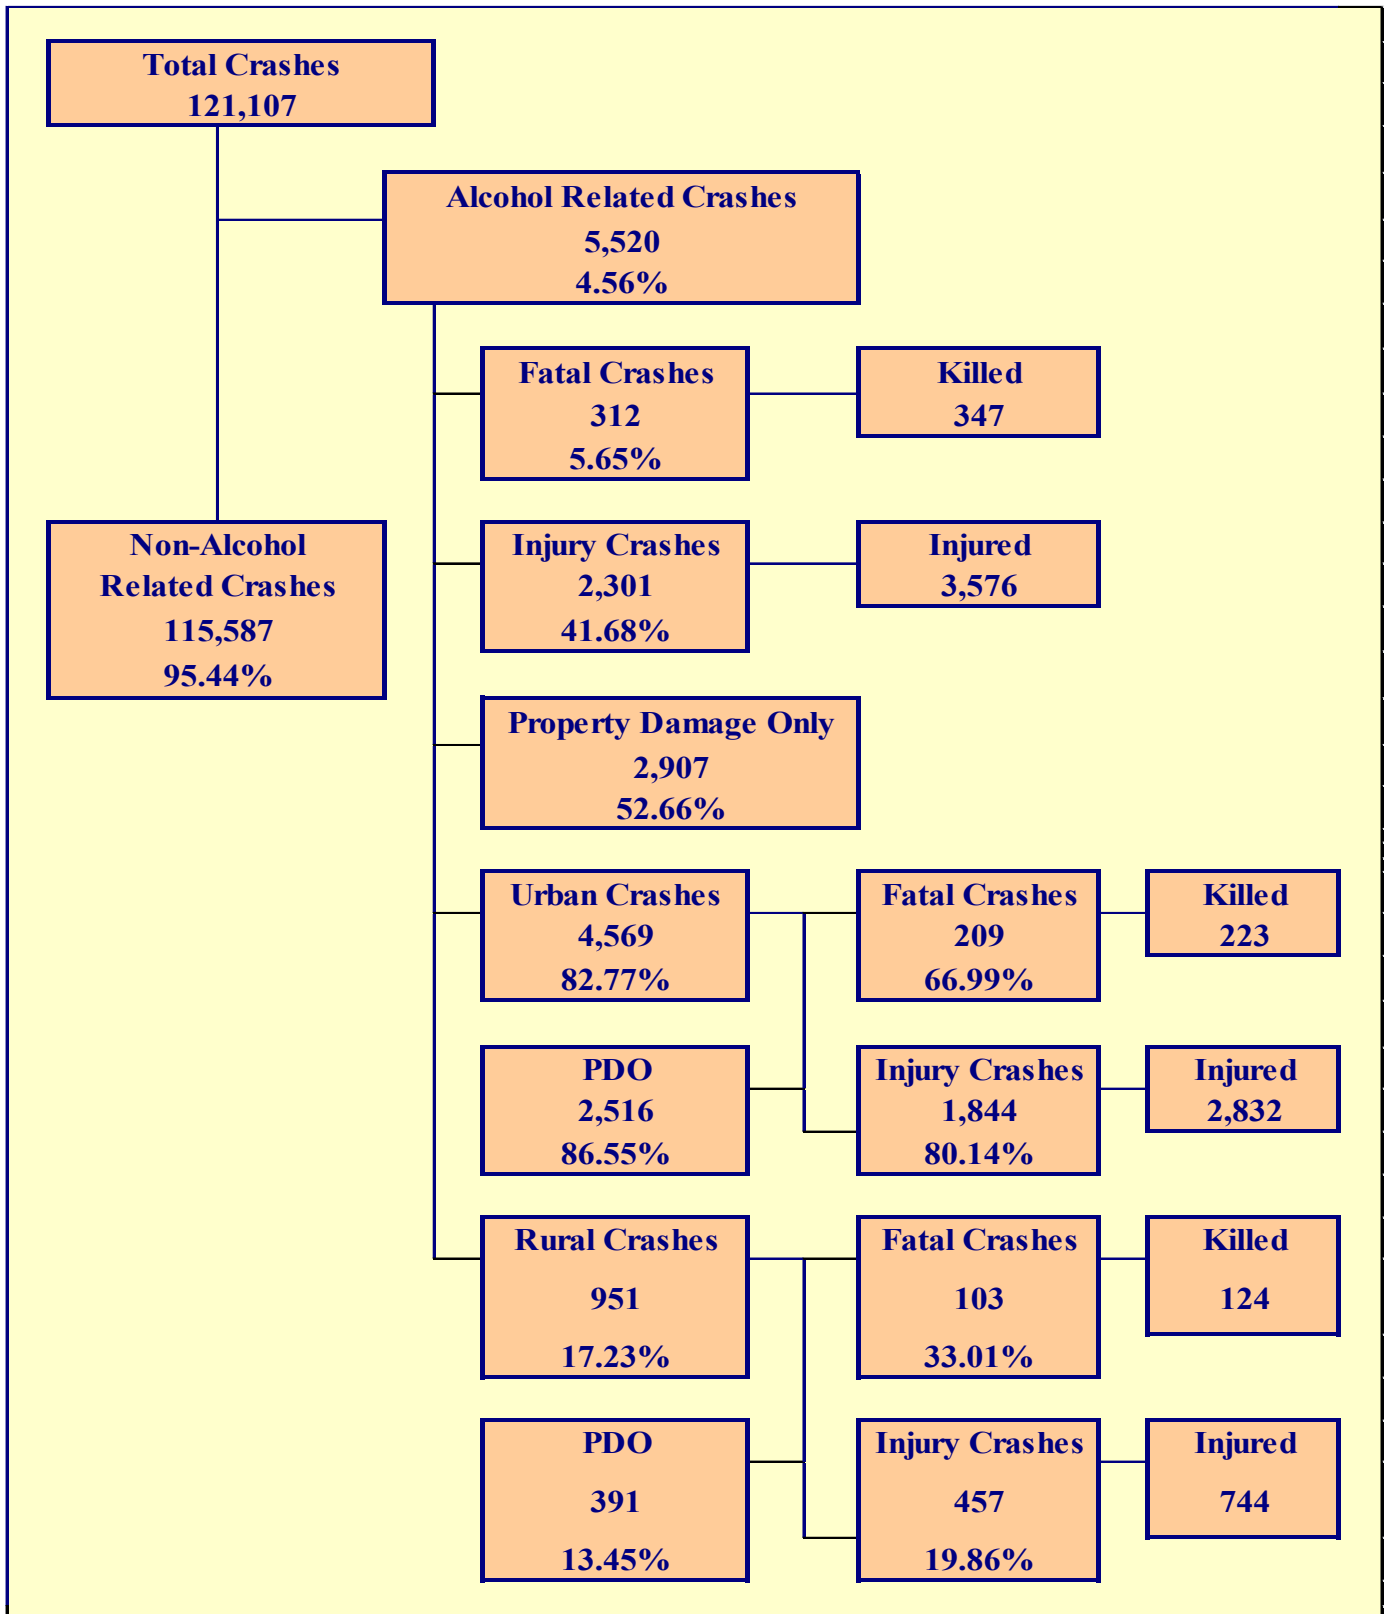 Total Crashes
121,107
Alcohol Related Crashes
5,520
4.56%
Fatal Crashes
312
5.65%
Killed
347
Non-Alcohol
Related Crashes
115,587
95.44%
Injury Crashes
2,301
41.68%
Injured
3,576
Property Damage Only
2,907
52.66%
Urban Crashes
4,569
82.77%
Fatal Crashes
209
66.99%
Killed
223
PDO
2,516
86.55%
Injury Crashes
1,844
80.14%
Injured
2,832
Rural Crashes
951
17.23%
Fatal Crashes
103
33.01%
Killed
124
PDO
391
13.45%
Injury Crashes
457
19.86%
Injured
744